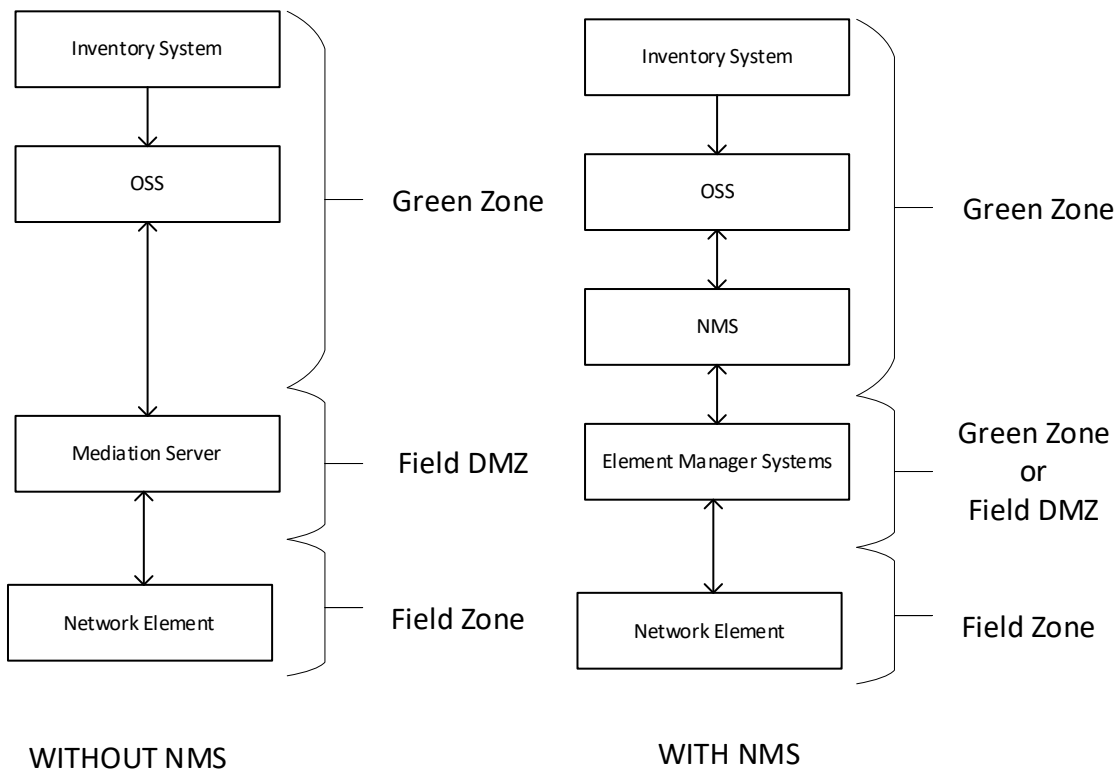 Inventory System
OSS
Green Zone
Mediation Server
Field DMZ
Network Element
Field Zone
WITHOUT NMS
Inventory System
OSS
Green Zone
NMS
Element Manager Systems
Green Zone
or
Field DMZ
Network Element
Field Zone
WITH NMS